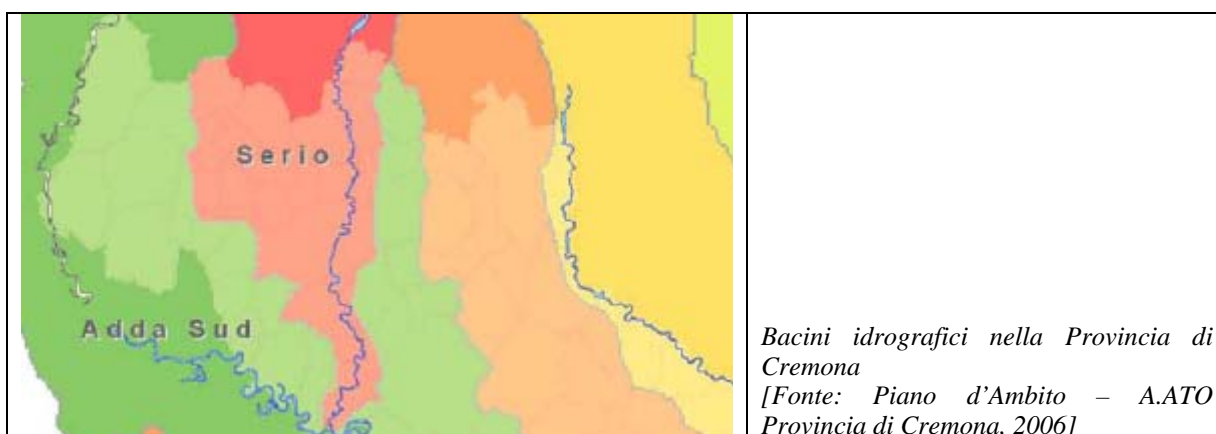 Serio
Adda Sud
Bacini idrografici nella Provincia di
Cremona
[Fonte: Piano d'Ambito – A.ATO
Provincia di Cremona, 2006]